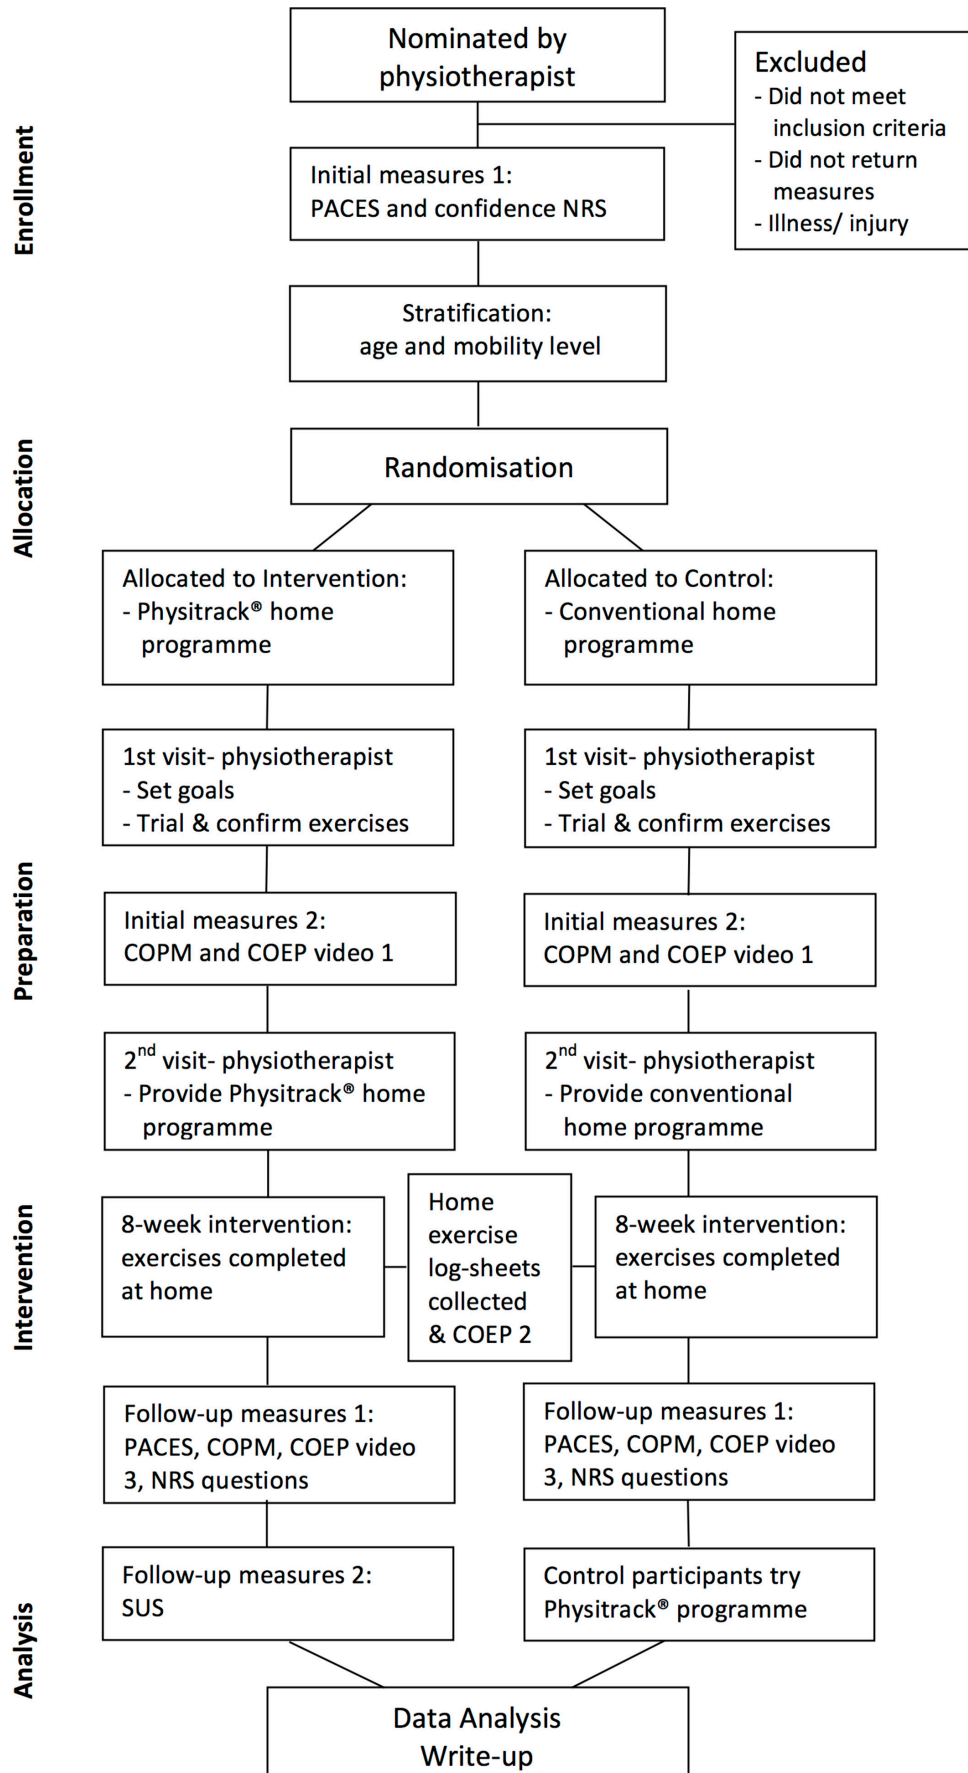 Nominated by
physiotherapist
Excluded
- Did not meet
inclusion criteria
- Did not return
measures
- Illness/ injury
Enrollment
Initial measures 1:
PACES and confidence NRS
Stratification:
age and mobility level
Allocation
Randomisation
Allocated to Intervention:
- Physitrack® home
programme
Allocated to Control:
- Conventional home
programme
1st visit- physiotherapist
- Set goals
- Trial & confirm exercises
1st visit- physiotherapist
- Set goals
- Trial & confirm exercises
Preparation
Initial measures 2:
COPM and COEP video 1
Initial measures 2:
COPM and COEP video 1
2nd visit- physiotherapist
- Provide Physitrack® home
programme
2nd visit- physiotherapist
- Provide conventional
home programme
Intervention
8-week intervention:
exercises completed
at home
Home
exercise
log-sheets
collected
& COEP 2
8-week intervention:
exercises completed
at home
Follow-up measures 1:
PACES, COPM, COEP video
3, NRS questions
Follow-up measures 1:
PACES, COPM, COEP video
3, NRS questions
Analysis
Follow-up measures 2:
SUS
Control participants try
Physitrack® programme
Data Analysis
Write-up